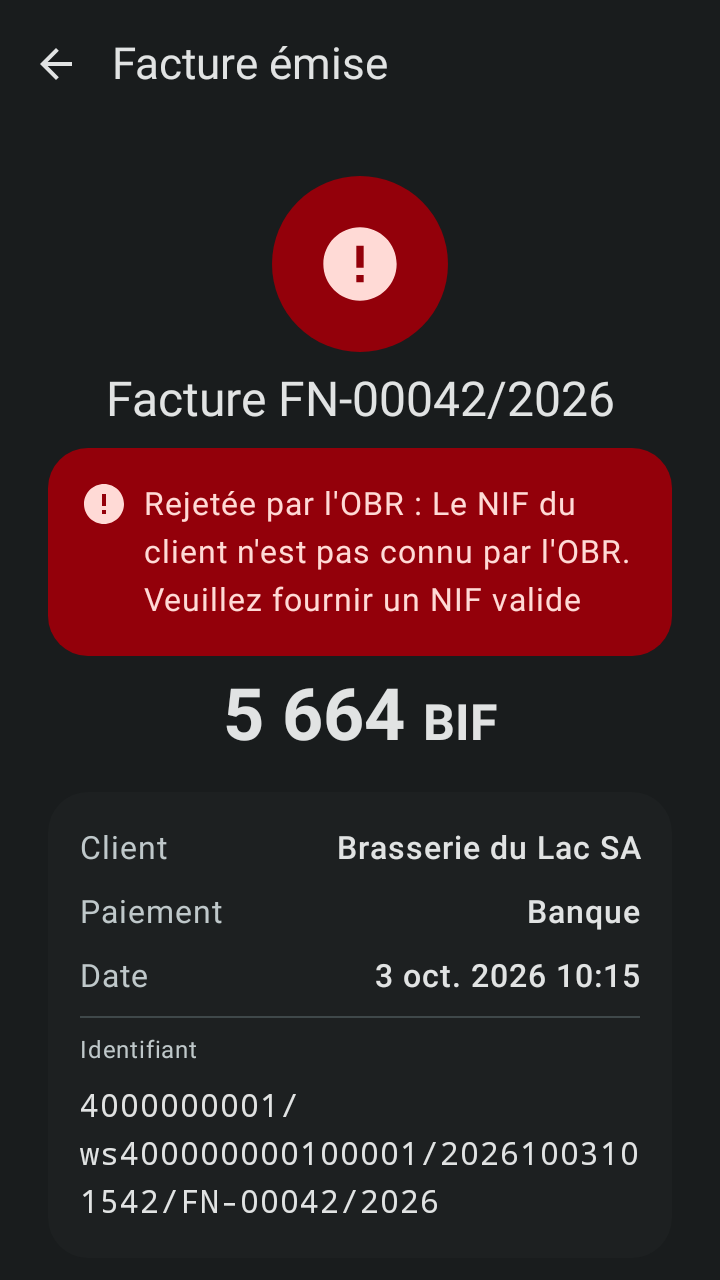 Facture émise
Facture FN-00042/2026
Rejetée par l'OBR : Le NIF du
client n'est pas connu par l'OBR.
Veuillez fournir un NIF valide
5 664 BIF
Client Brasserie du Lac SA
Paiement Banque
Date 3 oct. 2026 10:15
Identifiant
4000000001/
ws400000000100001/2026100310
1542/FN-00042/2026